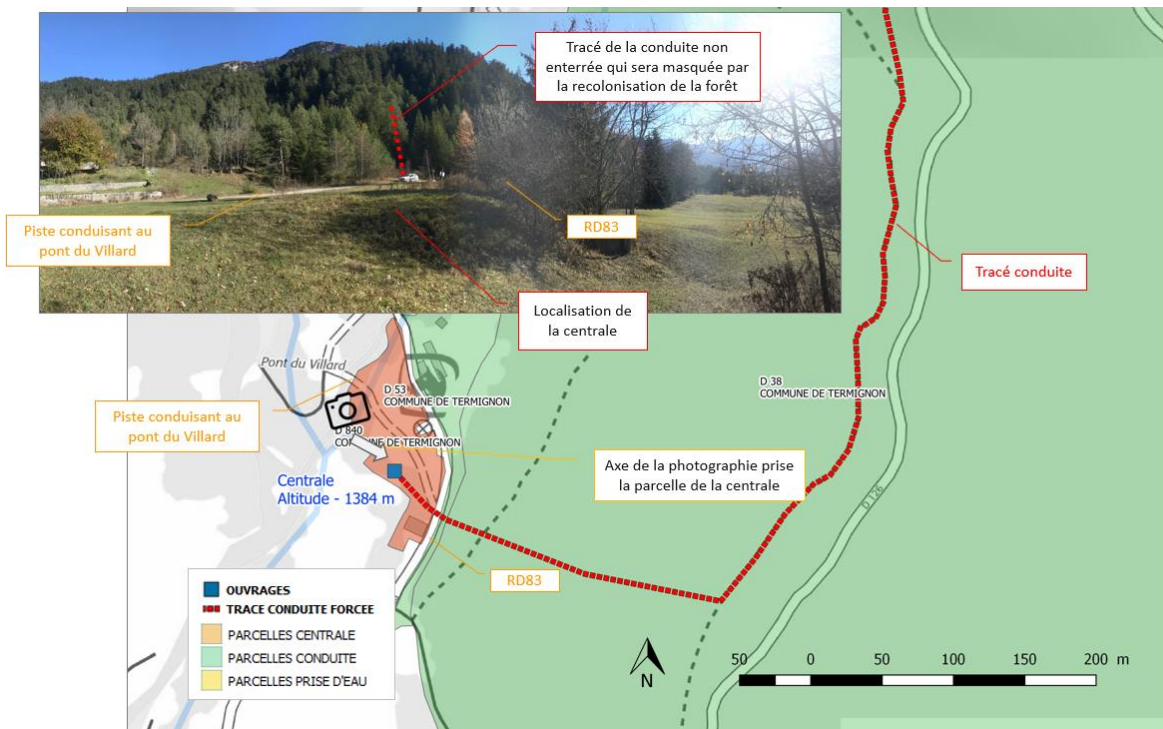 Tracé de la conduite non
enterrée qui sera masquée par
la recolonisation de la forêt
Piste conduisant au
pont du Villard
RD83
Tracé conduite
Localisation de
la centrale
Pont du Villard
D 53
COMMUNE DE TERMIGNON
D 38
COMMUNE DE TERMIGNON
Piste conduisant au
pont du Villard
D 840
COMMUNE DE TERMIGNON
Axe de la photographie prise
la parcelle de la centrale
Centrale
Altitude - 1384 m
D 126
RD83
OUVRAGES
TRACE CONDUITE FORCEE
PARCELLES CENTRALE
PARCELLES CONDUITE
PARCELLES PRISE D'EAU
N
50 0 50 100 150 200 m